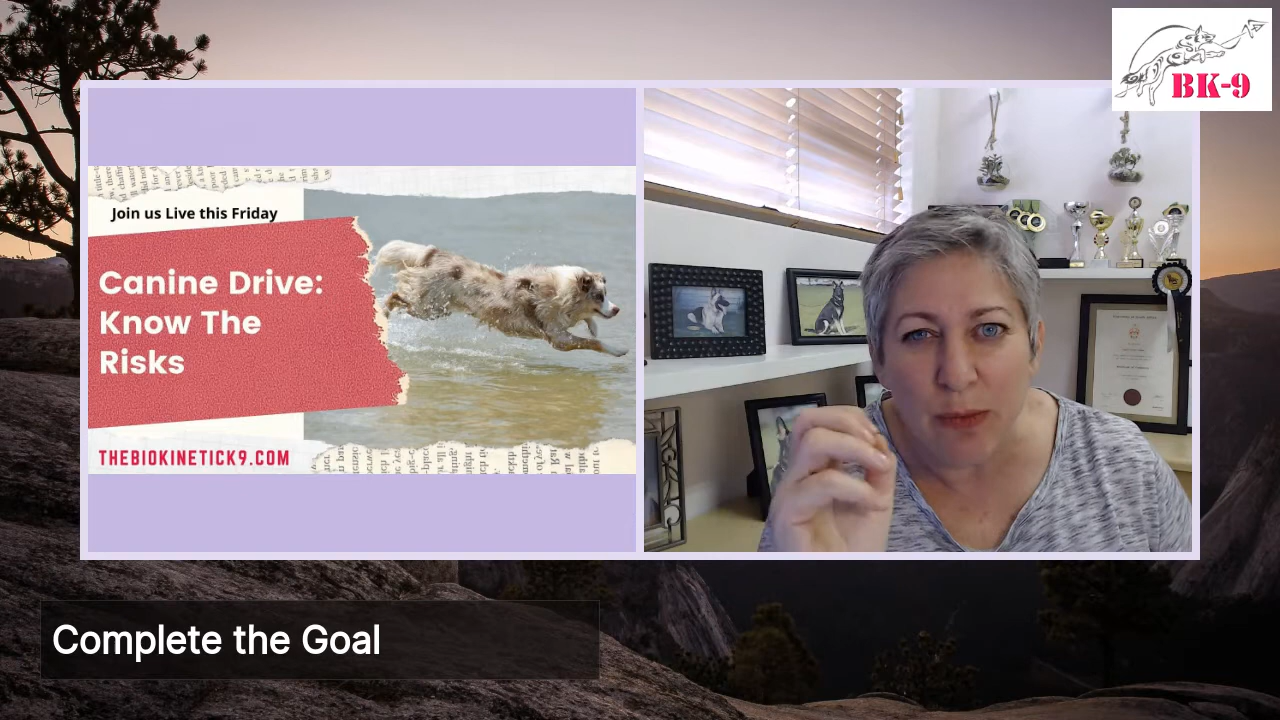 BK-9
Join us Live this Friday
Canine Drive:
Know The
Risks
THEBIOKINETICK9.COM
Complete the Goal